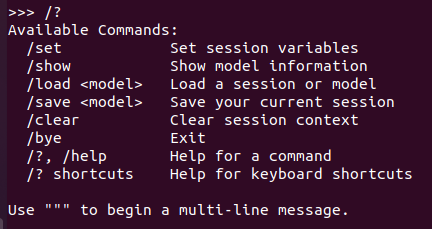 >>> /?
Available Commands:
  /set            Set session variables
  /show           Show model information
  /load <model>   Load a session or model
  /save <model>   Save your current session
  /clear          Clear session context
  /bye            Exit
  /?, /help       Help for a command
  /? shortcuts    Help for keyboard shortcuts

Use """ to begin a multi-line message.